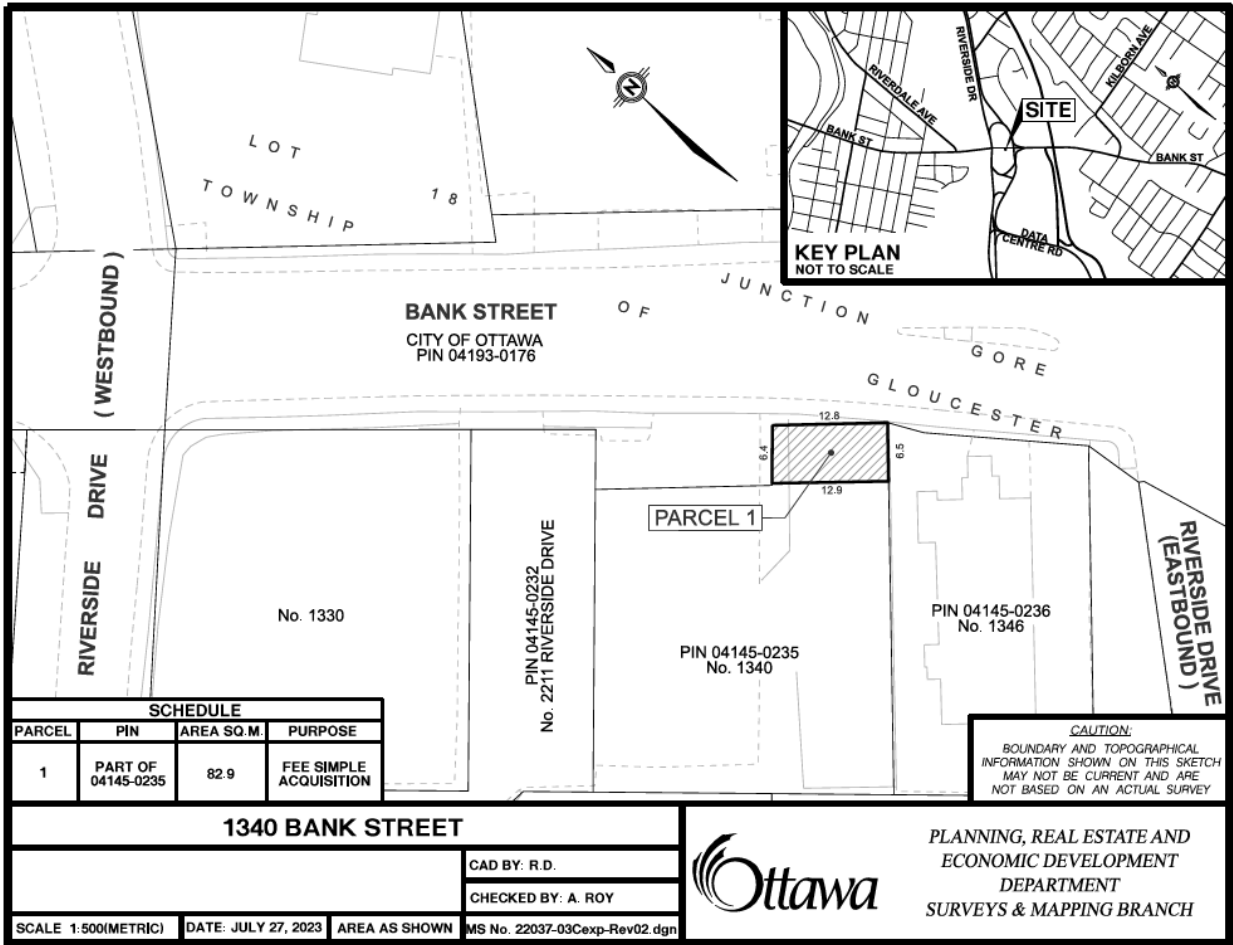 LOT
TOWNSHIP
18
RIVERSIDE DR
RIVERDALE AVE
KILBORN AVE
N
SITE
BANK ST
BANK ST
DATA
CENTRE RD
KEY PLAN
NOT TO SCALE
( WESTBOUND )
BANK STREET
CITY OF OTTAWA
PIN 04193-0176
OF
JUNCTION
GORE
GLOUCESTER
12.8
6.4
6.5
12.9
PARCEL 1
RIVERSIDE DRIVE
No. 1330
PIN 04145-0232
No. 2211 RIVERSIDE DRIVE
PIN 04145-0235
No. 1340
PIN 04145-0236
No. 1346
RIVERSIDE DRIVE
(EASTBOUND )
SCHEDULE
PARCEL PIN AREA SQ.M. PURPOSE
1 PART OF 04145-0235 82.9 FEE SIMPLE ACQUISITION
CAUTION:
BOUNDARY AND TOPOGRAPHICAL
INFORMATION SHOWN ON THIS SKETCH
MAY NOT BE CURRENT AND ARE
NOT BASED ON AN ACTUAL SURVEY
1340 BANK STREET
CAD BY: R.D.
CHECKED BY: A. ROY
SCALE 1:500(METRIC) DATE: JULY 27, 2023 AREA AS SHOWN MS No. 22037-03Cexp-Rev02.dgn
Ottawa
PLANNING, REAL ESTATE AND
ECONOMIC DEVELOPMENT
DEPARTMENT
SURVEYS & MAPPING BRANCH